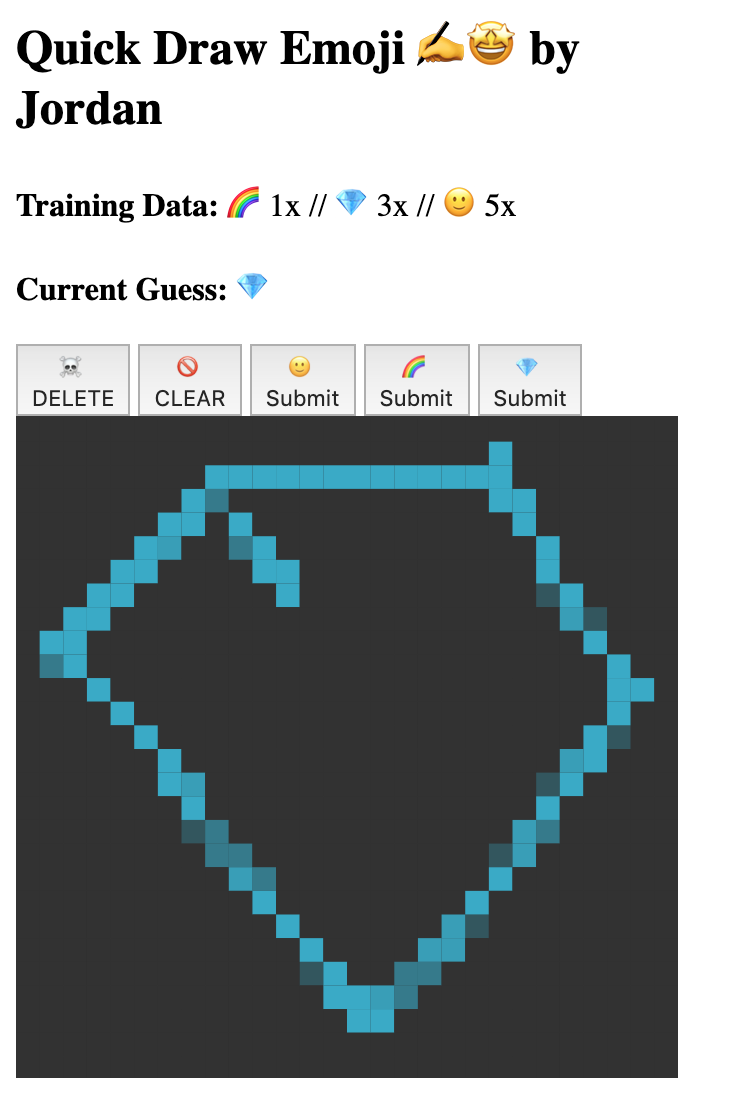 Quick Draw Emoji ✍️🤩 by
Jordan
Training Data: 🌈 1x // 💎 3x // 🙂 5x
Current Guess: 💎
☠️ 🚫 🙂 🌈 💎
DELETE CLEAR Submit Submit Submit